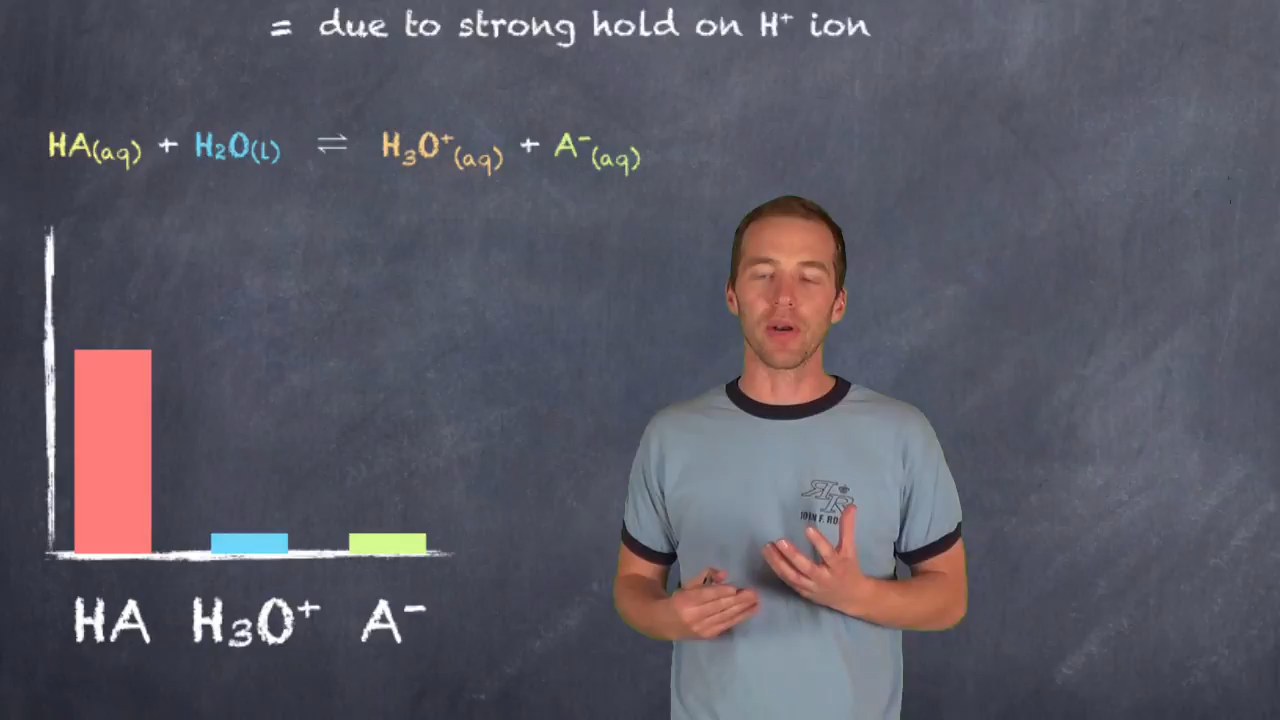 = due to strong hold on H⁺ ion
HA(aq) + H₂O(l) ⇌ H₃O⁺(aq) + A⁻(aq)
HA H₃O⁺ A⁻